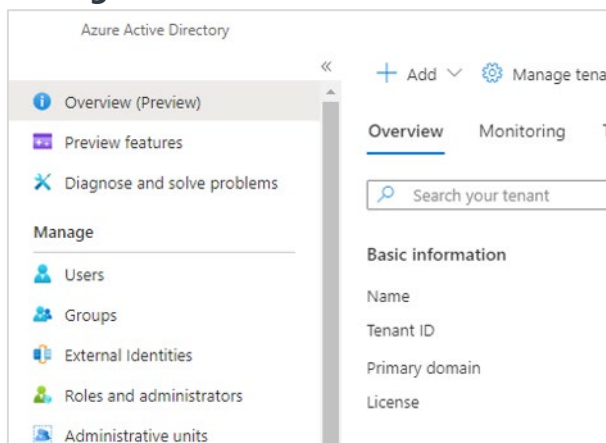 Azure Active Directory
«
Overview (Preview)
Preview features
Diagnose and solve problems
Manage
Users
Groups
External Identities
Roles and administrators
Administrative units
+ Add Manage
Overview Monitoring
Search your tenant
Basic information
Name
Tenant ID
Primary domain
License